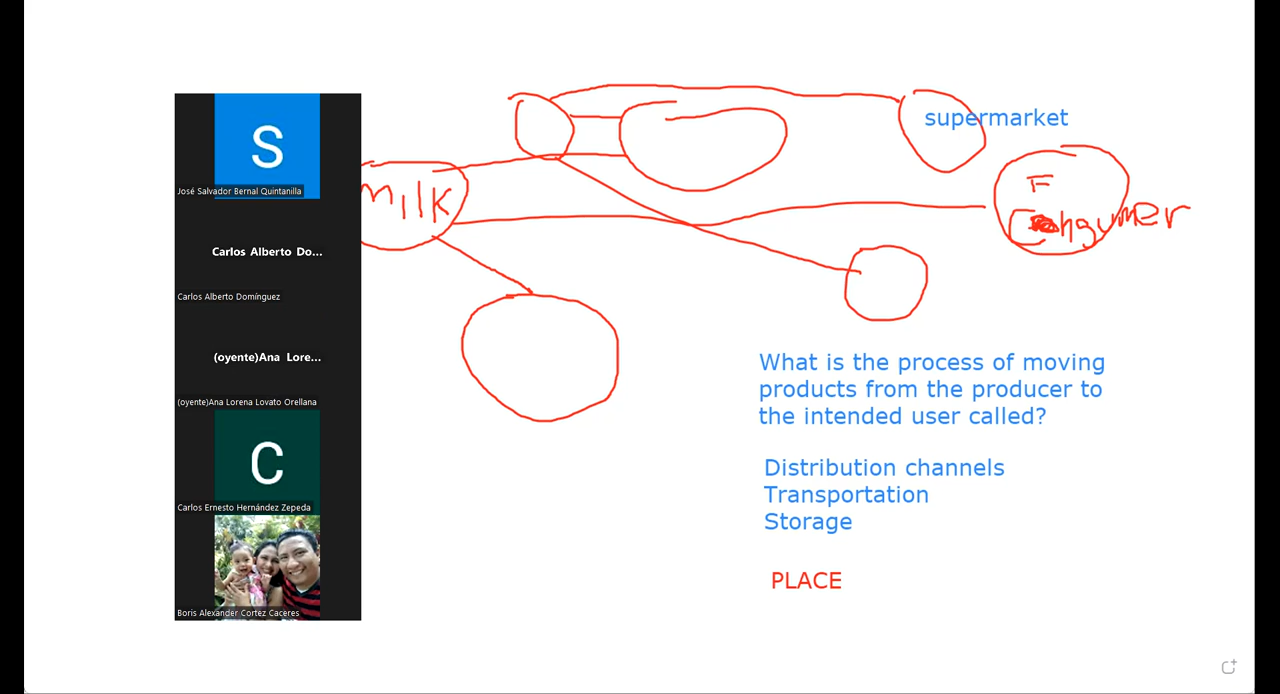 S
José Salvador Bernal Quintanilla
Carlos Alberto Do...
Carlos Alberto Domínguez
(oyente)Ana Lore...
(oyente)Ana Lorena Lovato Orellana
C
Carlos Ernesto Hernández Zepeda
Boris Alexander Cortez Caceres
milk
supermarket
F
Consumer
What is the process of moving
products from the producer to
the intended user called?
Distribution channels
Transportation
Storage
PLACE